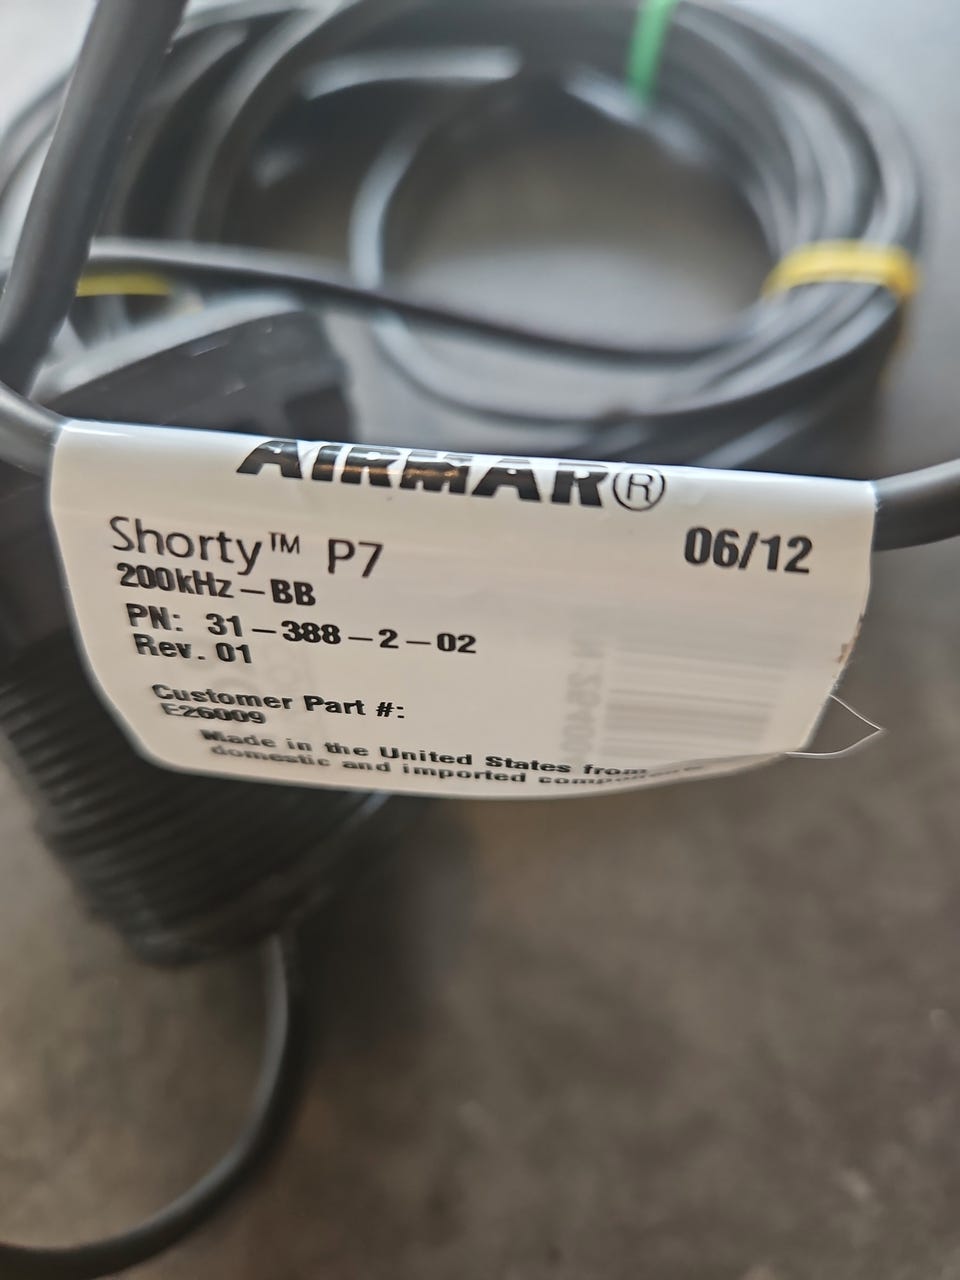 AIRMAR®
Shorty™ P7
06/12
200kHz-BB
PN: 31-388-2-02
Rev. 01
Customer Part #:
E26009
Made in the United States from
domestic and imported components